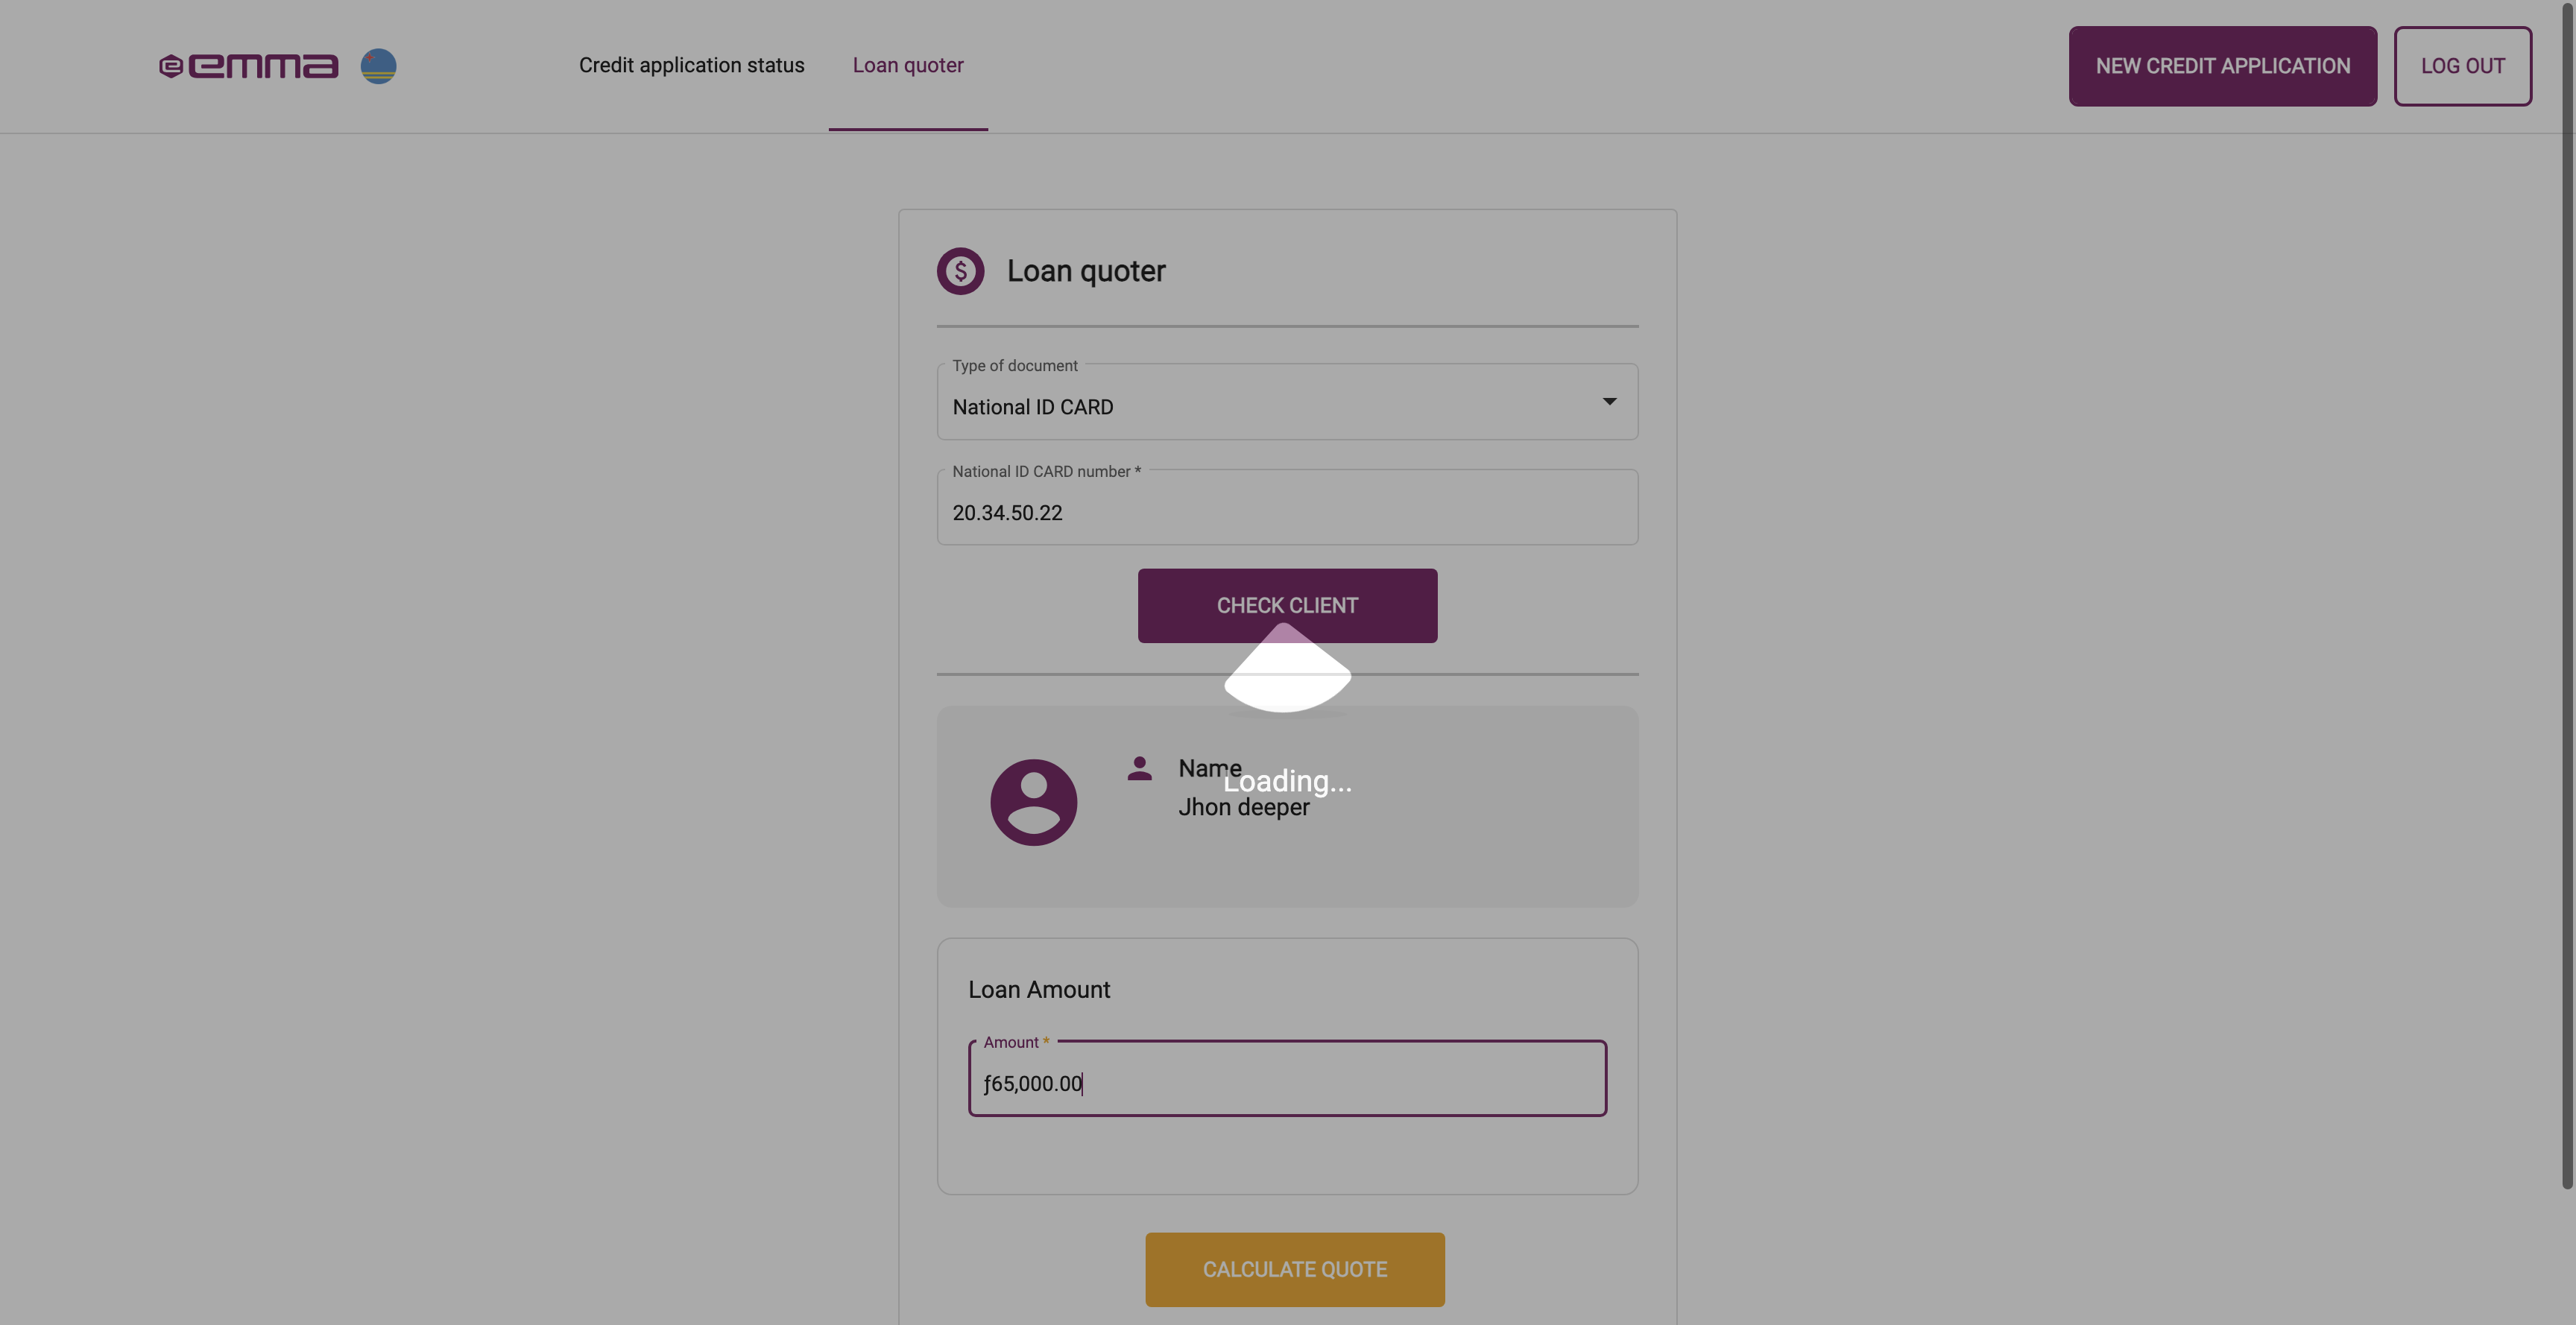 emma
Credit application status
Loan quoter
NEW CREDIT APPLICATION
LOG OUT
$
Loan quoter
Type of document
National ID CARD
National ID CARD number *
20.34.50.22
CHECK CLIENT
Name
Loading...
Jhon deeper
Loan Amount
Amount *
ƒ65,000.00
CALCULATE QUOTE